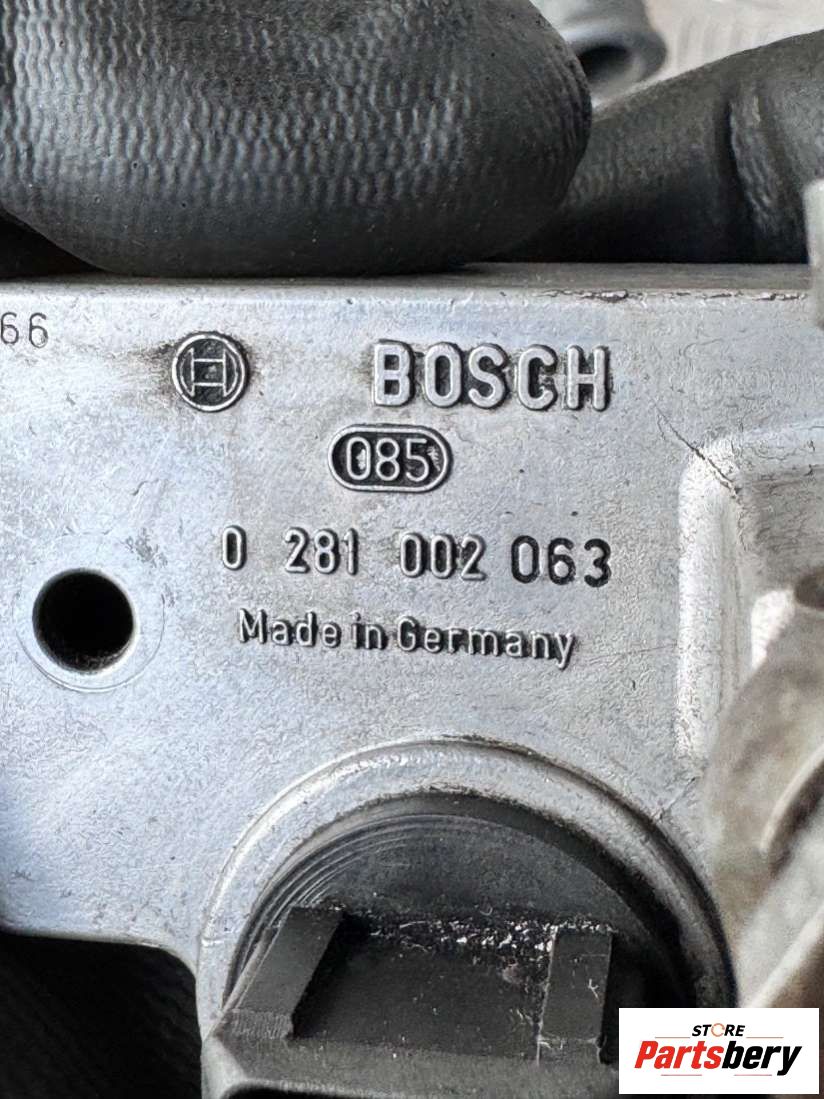 66
BOSCH
085
0 281 002 063
Made in Germany
STORE
Partsbery